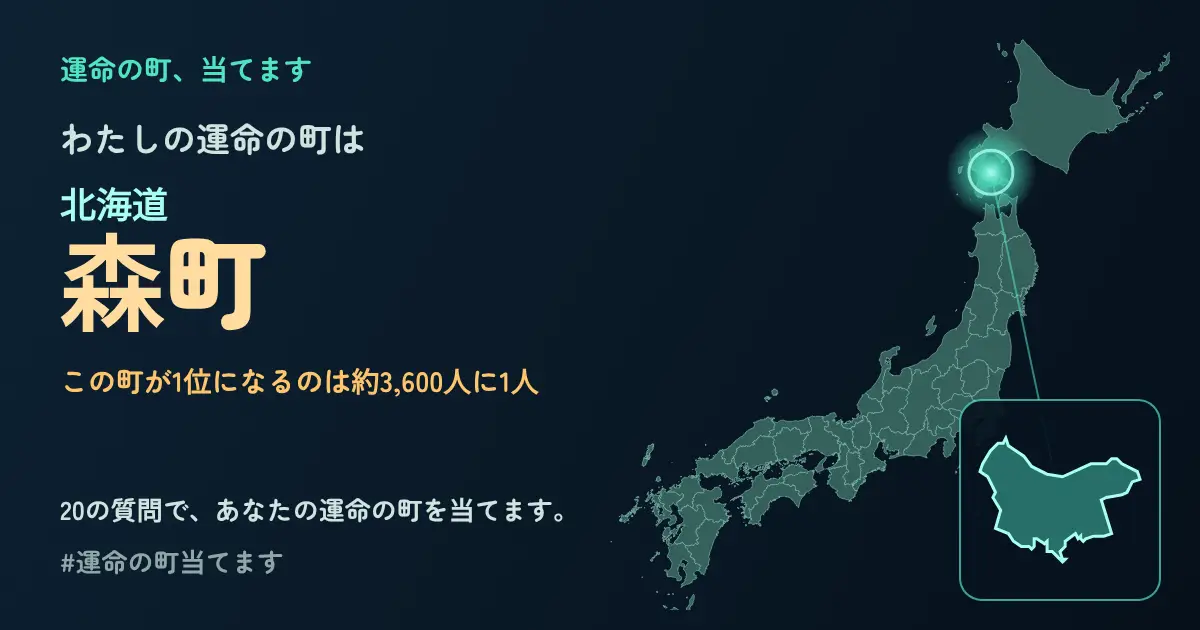 運命の町、当てます
わたしの運命の町は
北海道
森町
この町が1位になるのは約3,600人に1人
20の質問で、あなたの運命の町を当てます。
#運命の町当てます